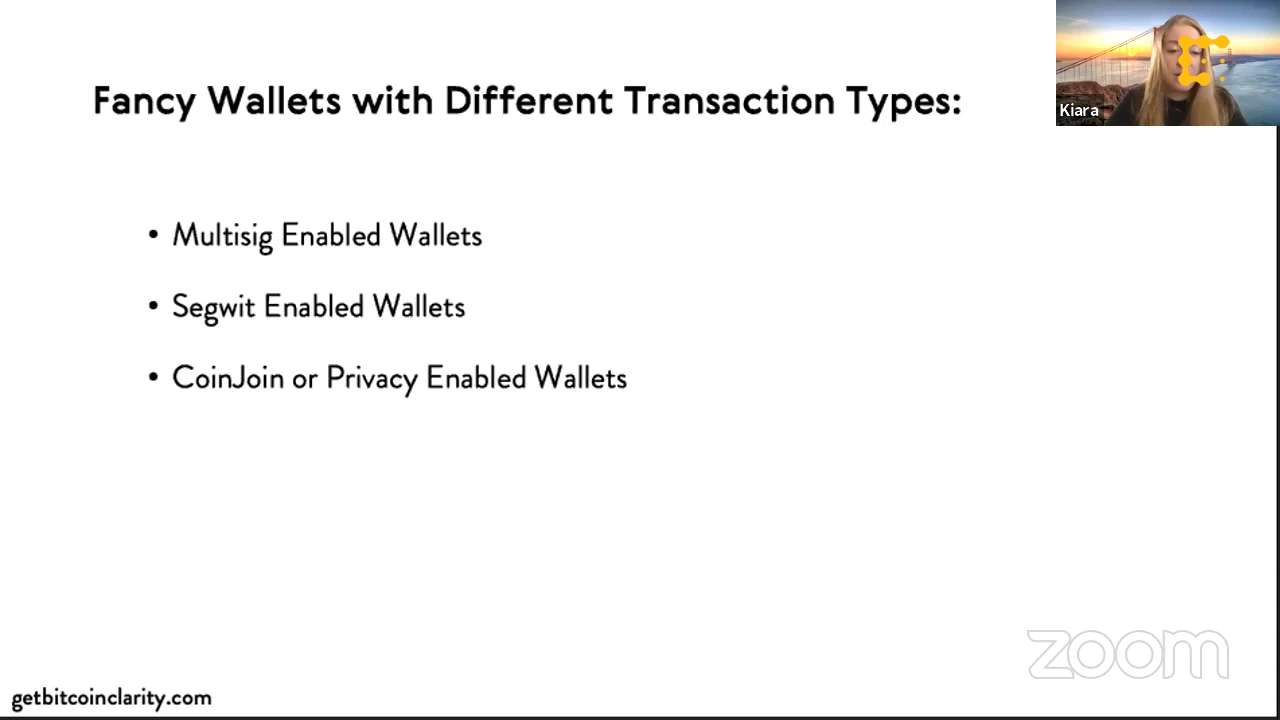 Fancy Wallets with Different Transaction Types:
Kiara
• Multisig Enabled Wallets
• Segwit Enabled Wallets
• CoinJoin or Privacy Enabled Wallets
zoom
getbitcoinclarity.com